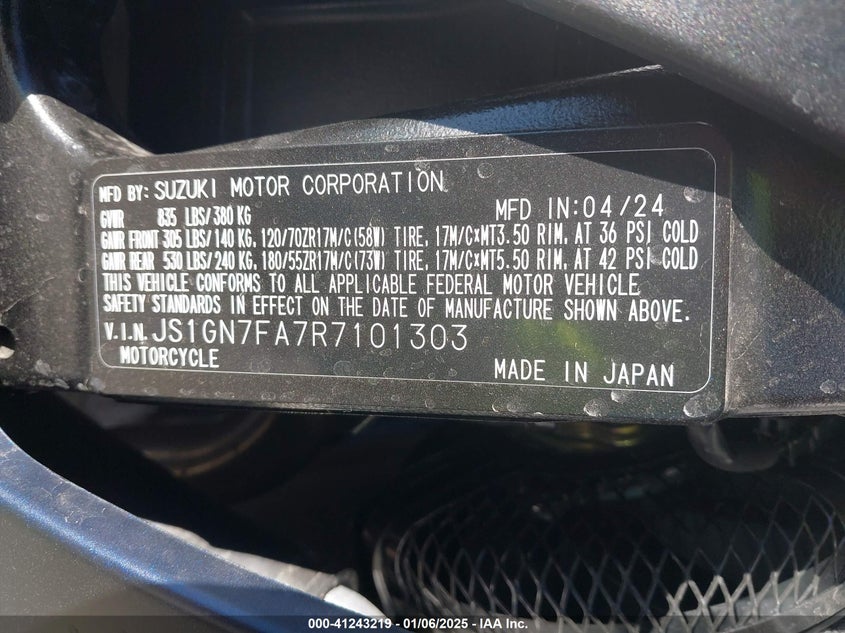 MFD BY: SUZUKI MOTOR CORPORATION
GVWR 835 LBS/380 KG MFD IN: 04/24
GAWR FRONT 305 LBS/140 KG, 120/70ZR17M/C(58W) TIRE, 17M/C×MT3.50 RIM, AT 36 PSI COLD
GAWR REAR 530 LBS/240 KG, 180/55ZR17M/C(73W) TIRE, 17M/C×MT5.50 RIM, AT 42 PSI COLD
THIS VEHICLE CONFORMS TO ALL APPLICABLE FEDERAL MOTOR VEHICLE
SAFETY STANDARDS IN EFFECT ON THE DATE OF MANUFACTURE SHOWN ABOVE.
V.I.N. JS1GN7FA7R7101303
MOTORCYCLE MADE IN JAPAN
000-41243219 - 01/06/2025 - © IAA Inc.